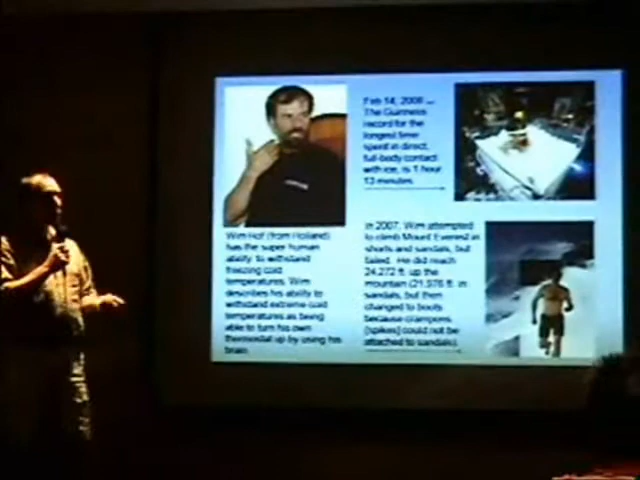 Feb 14, 2008 ...
The Guinness
record for the
longest time
spent in direct,
full-body contact
with ice, is 1 hour
12 minutes
Wim Hof (from Holland)
has the super human
ability to withstand
freezing cold
temperatures. Wim
describes his ability to
withstand extreme cold
temperatures as being
able to turn his own
thermostat up by using his
brain.
In 2007, Wim attempted
to climb Mount Everest in
shorts and sandals, but
failed. He did reach
24,272 ft. up the
mountain (21,976 ft. in
sandals, but then
changed to boots
because crampons
[spikes] could not be
attached to sandals).